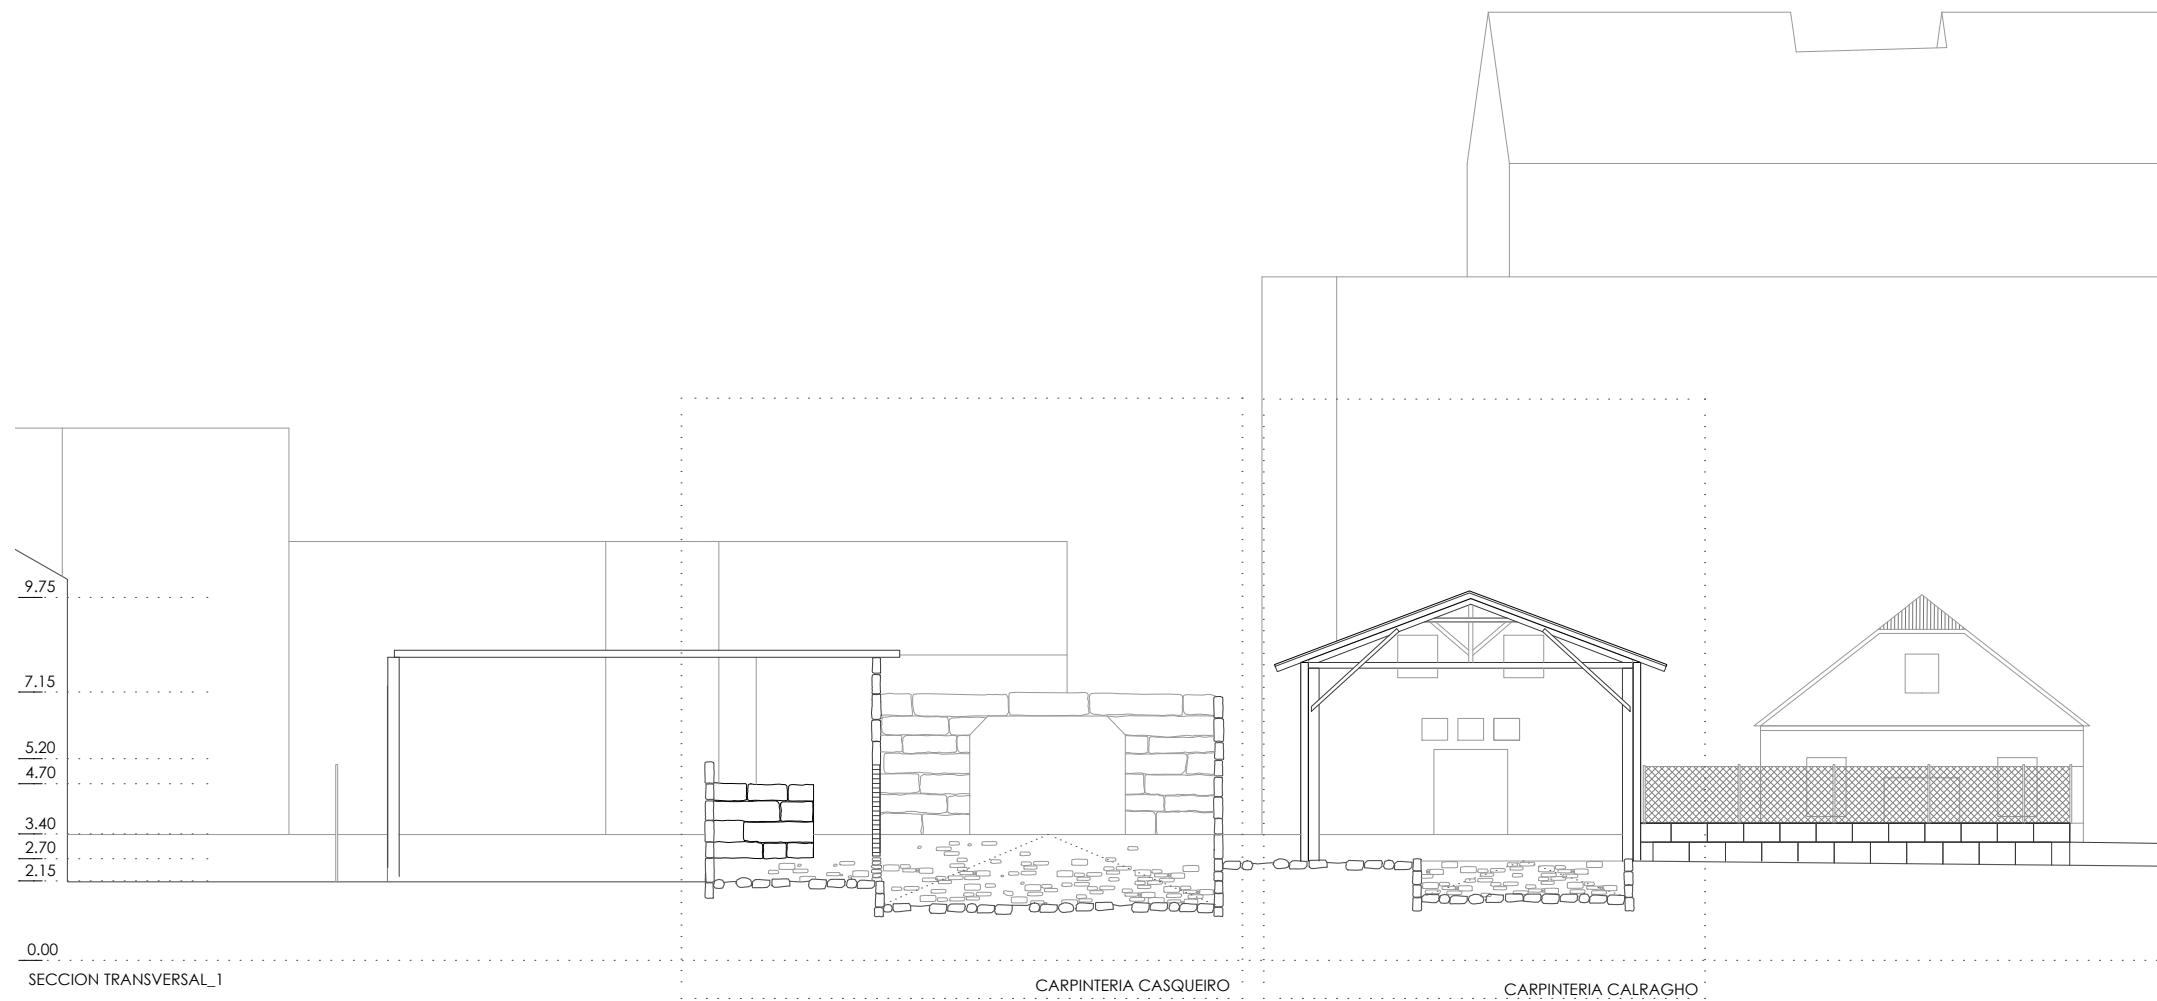 9.75
7.15
5.20
4.70
3.40
2.70
2.15
0.00
SECCION TRANSVERSAL_1
CARPINTERIA CASQUEIRO
CARPINTERIA CALRAGHO